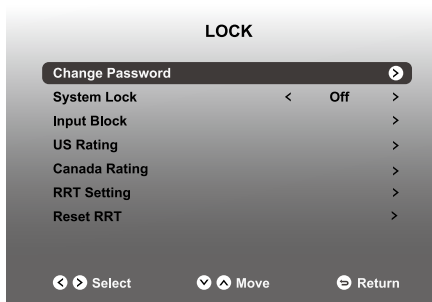 LOCK
Change Password >
System Lock < Off >
Input Block >
US Rating >
Canada Rating >
RRT Setting >
Reset RRT >
Select Move Return